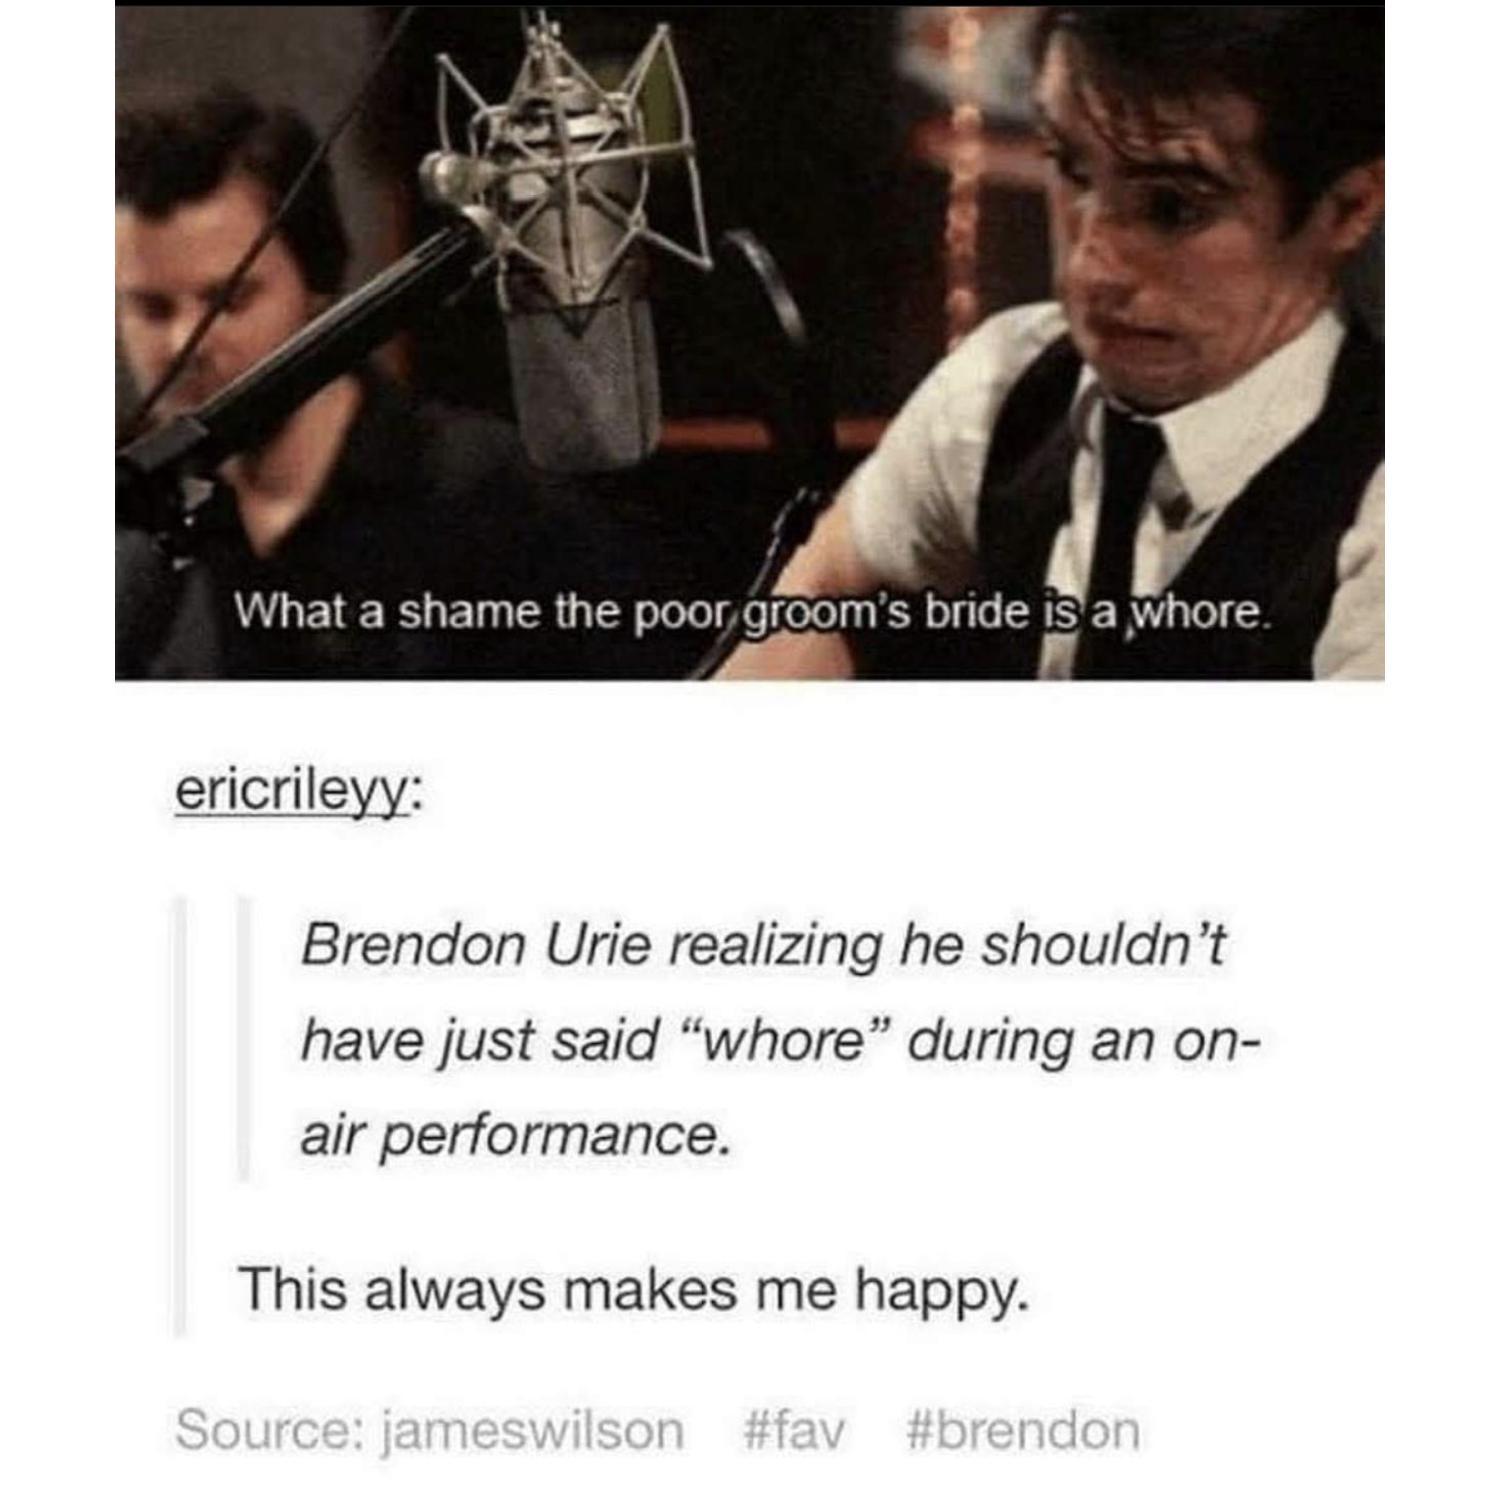 What a shame the poor groom's bride is a whore.
ericrileyy:
Brendon Urie realizing he shouldn't
have just said “whore” during an on-
air performance.
This always makes me happy.
Source: jameswilson #fav #brendon